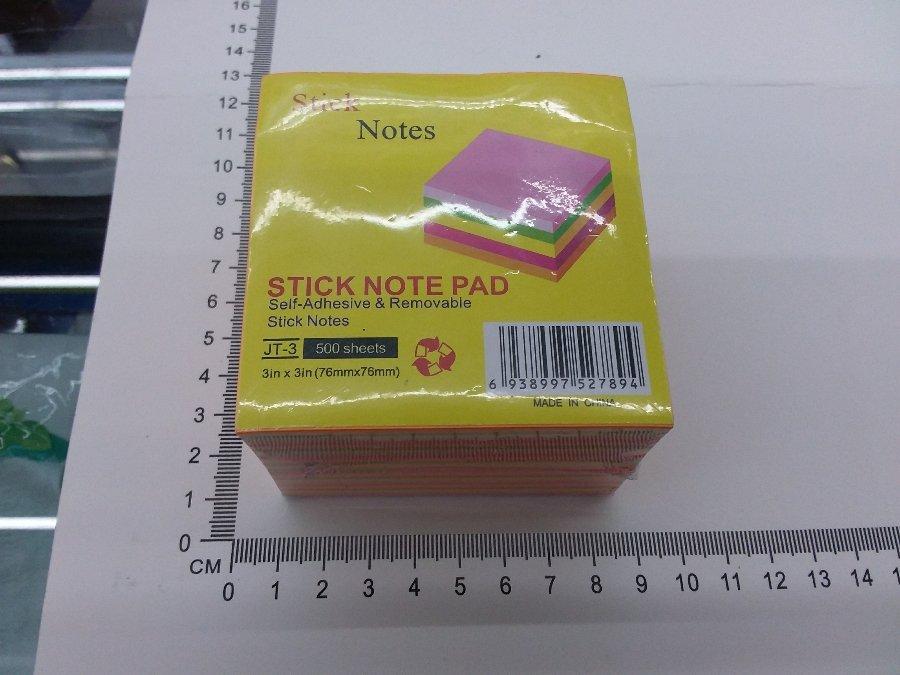 16
15
14
13
12
11
10
9
8
7
6
5
4
3
2
1
0
CM
Stick
Notes
STICK NOTE PAD
Self-Adhesive & Removable
Stick Notes
JT-3 500 sheets
3in x 3in (76mmx76mm)
6 938997 527894
MADE IN CHINA
0 1 2 3 4 5 6 7 8 9 10 11 12 13 14